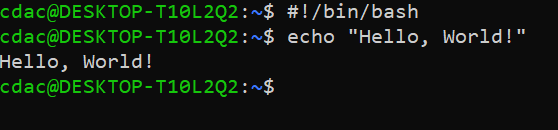 cdac@DESKTOP-T10L2Q2:~$ #!/bin/bash
cdac@DESKTOP-T10L2Q2:~$ echo "Hello, World!"
Hello, World!
cdac@DESKTOP-T10L2Q2:~$